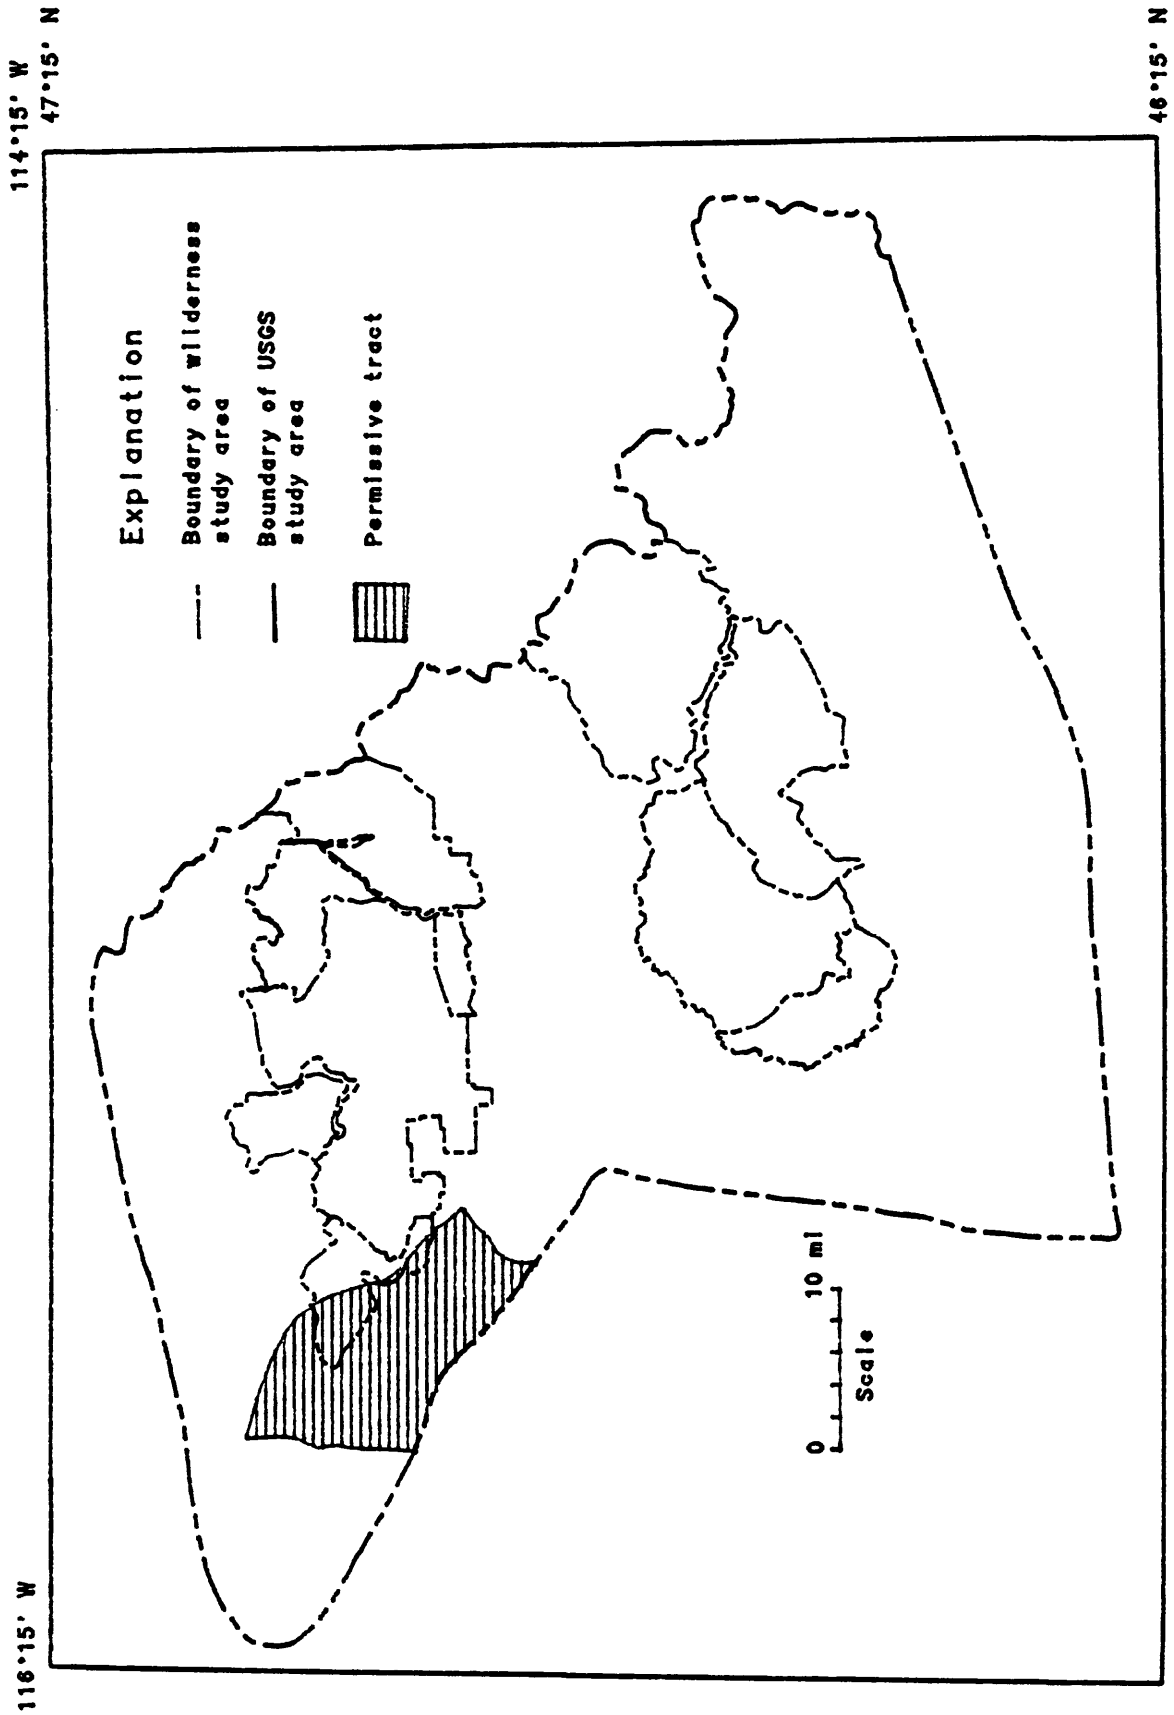 116°15' W
114°15' W
47°15' N
Explanation
Boundary of wilderness
study area
Boundary of USGS
study area
Permissive tract
0
10 mi
Scale
46°15' N